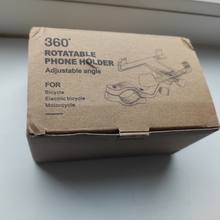 360°
ROTATABLE
PHONE HOLDER
Adjustable angle
FOR
Bicycle
Electric bicycle
Motorcycle